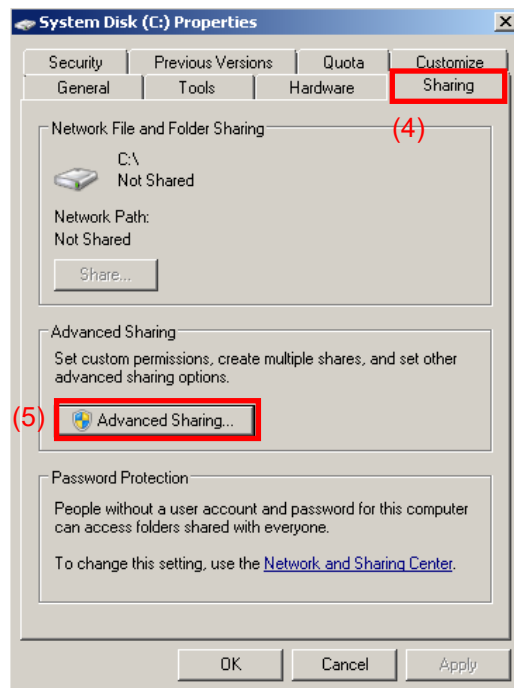 System Disk (C:) Properties
Security
Previous Versions
Quota
Customize
General
Tools
Hardware
Sharing
(4)
Network File and Folder Sharing
C:\
Not Shared
Network Path:
Not Shared
Share...
Advanced Sharing
Set custom permissions, create multiple shares, and set other
advanced sharing options.
(5)
Advanced Sharing...
Password Protection
People without a user account and password for this computer
can access folders shared with everyone.
To change this setting, use the Network and Sharing Center.
OK
Cancel
Apply